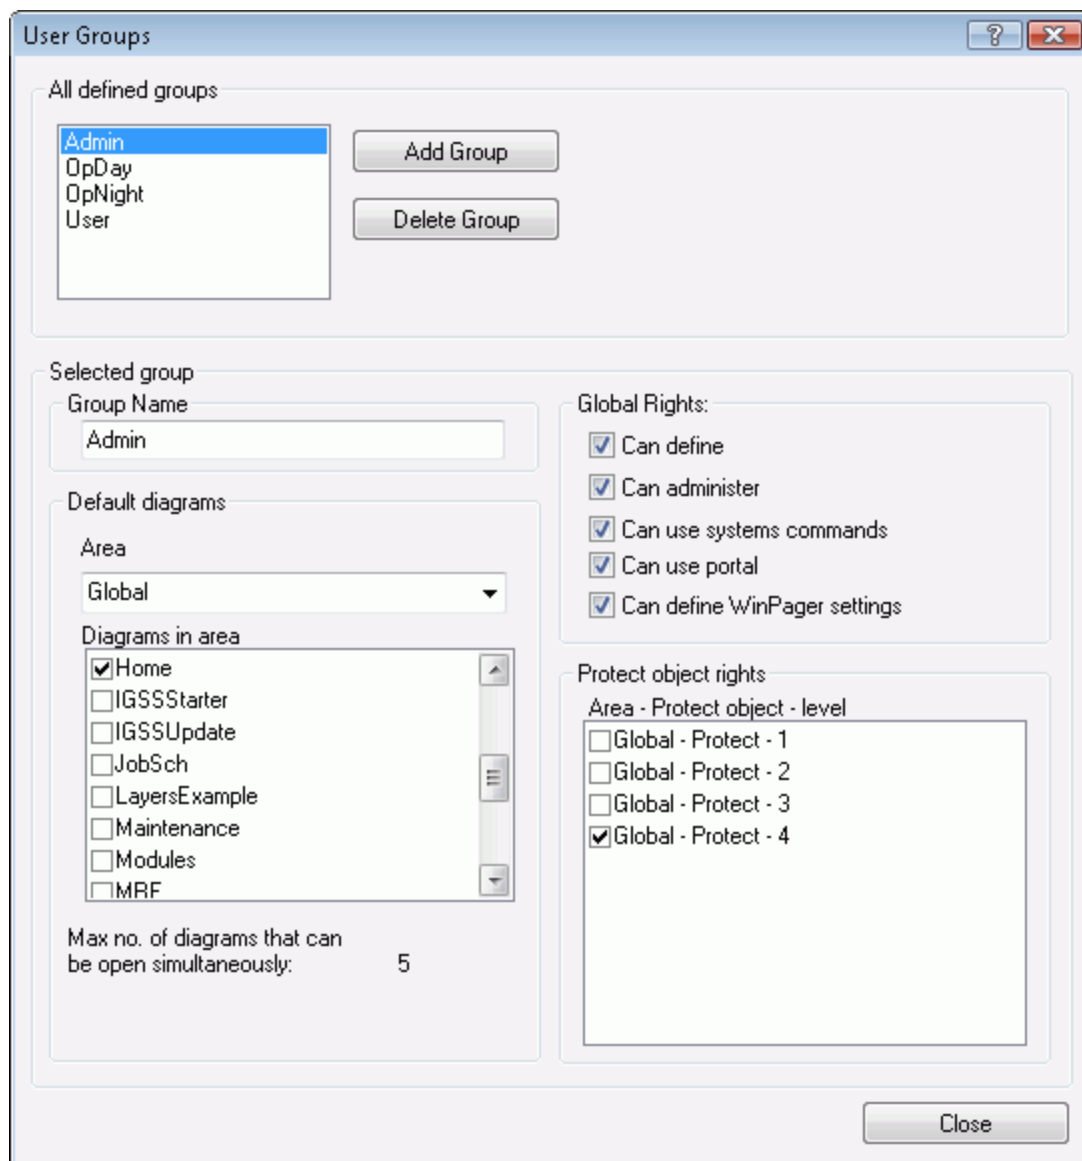 User Groups
All defined groups
Admin
OpDay
OpNight
User
Add Group
Delete Group
Selected group
Group Name
Admin
Default diagrams
Area
Global
Diagrams in area
Home
IGSSStarter
IGSSUpdate
JobSch
LayersExample
Maintenance
Modules
MRF
Max no. of diagrams that can
be open simultaneously: 5
Global Rights:
Can define
Can administer
Can use systems commands
Can use portal
Can define WinPager settings
Protect object rights
Area - Protect object - level
Global - Protect - 1
Global - Protect - 2
Global - Protect - 3
Global - Protect - 4
Close